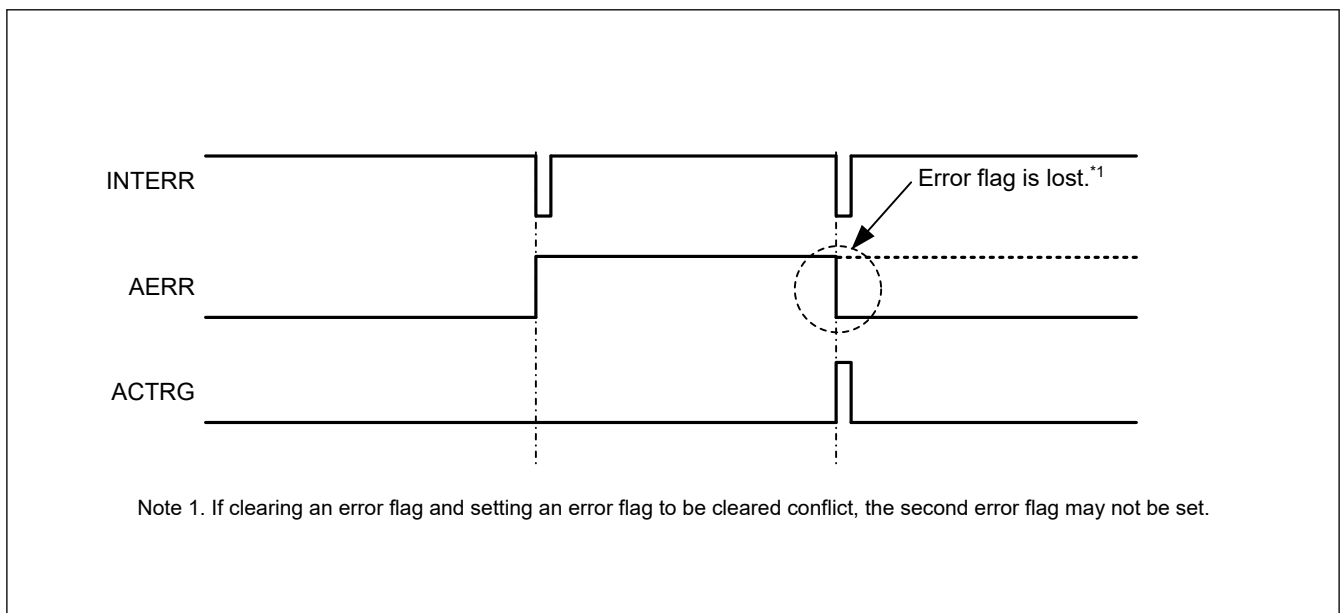 INTERR
Error flag is lost.*1
AERR
ACTRG
Note 1. If clearing an error flag and setting an error flag to be cleared conflict, the second error flag may not be set.